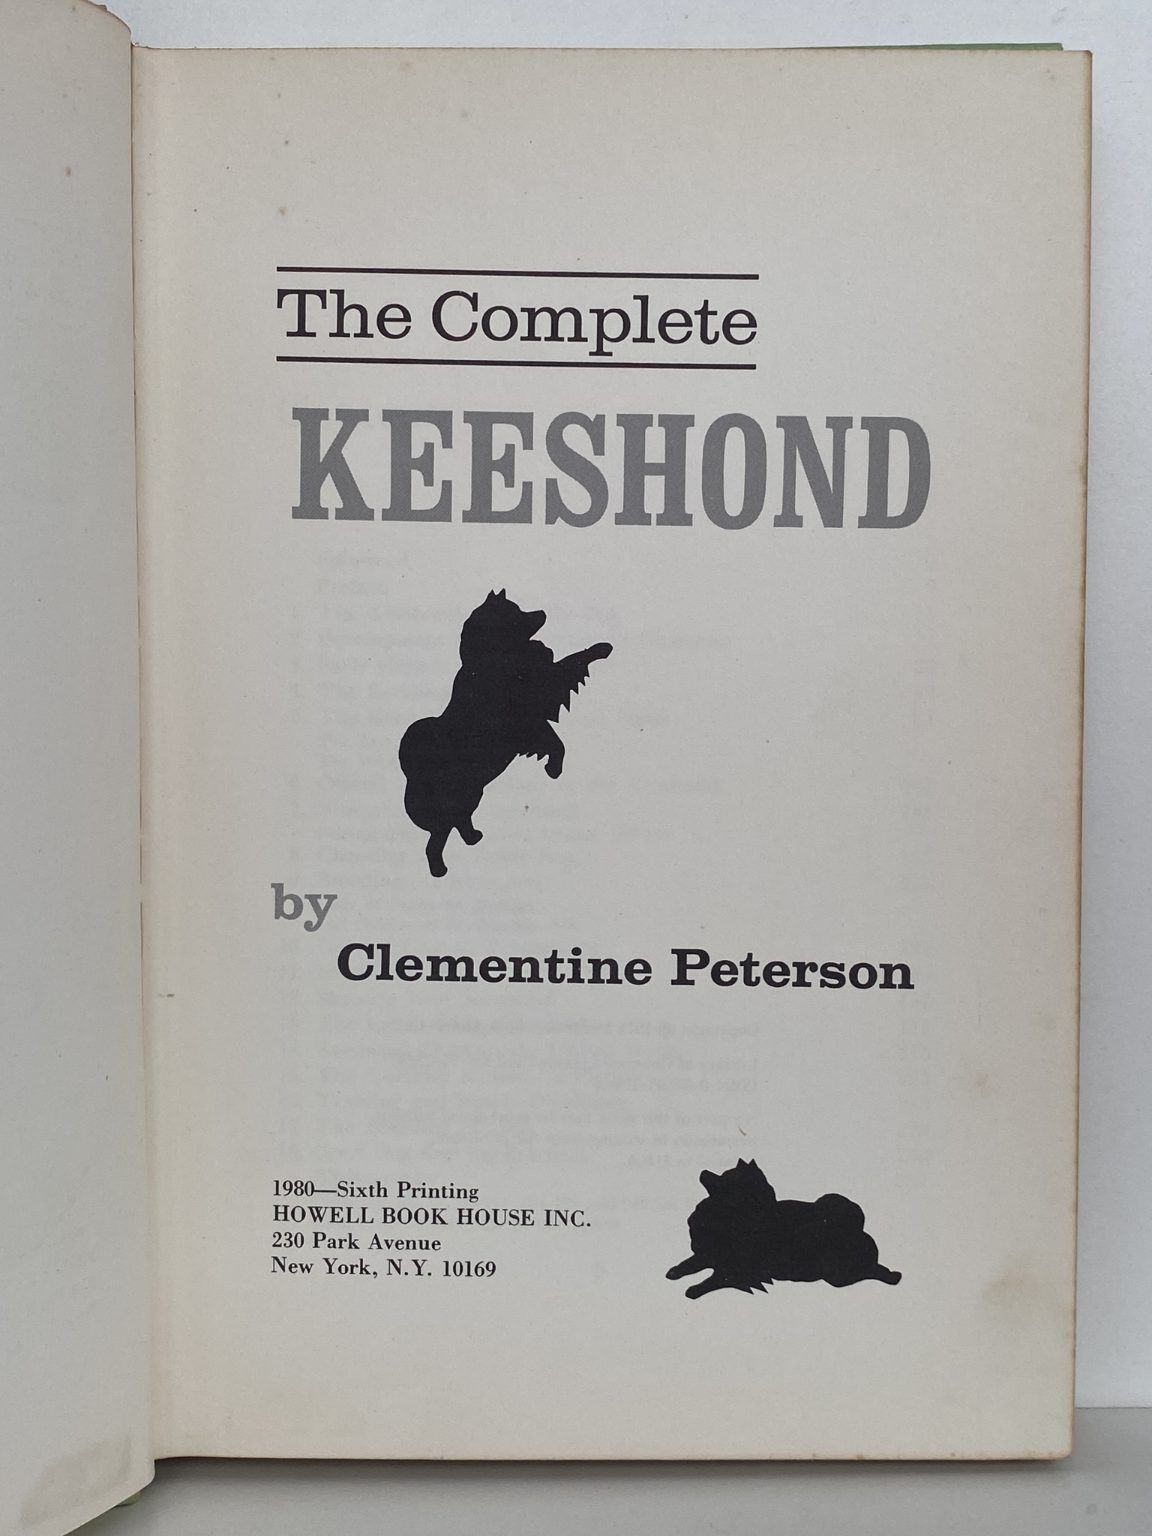 The Complete
KEESHOND
by
Clementine Peterson
1980—Sixth Printing
HOWELL BOOK HOUSE INC.
230 Park Avenue
New York, N.Y. 10169